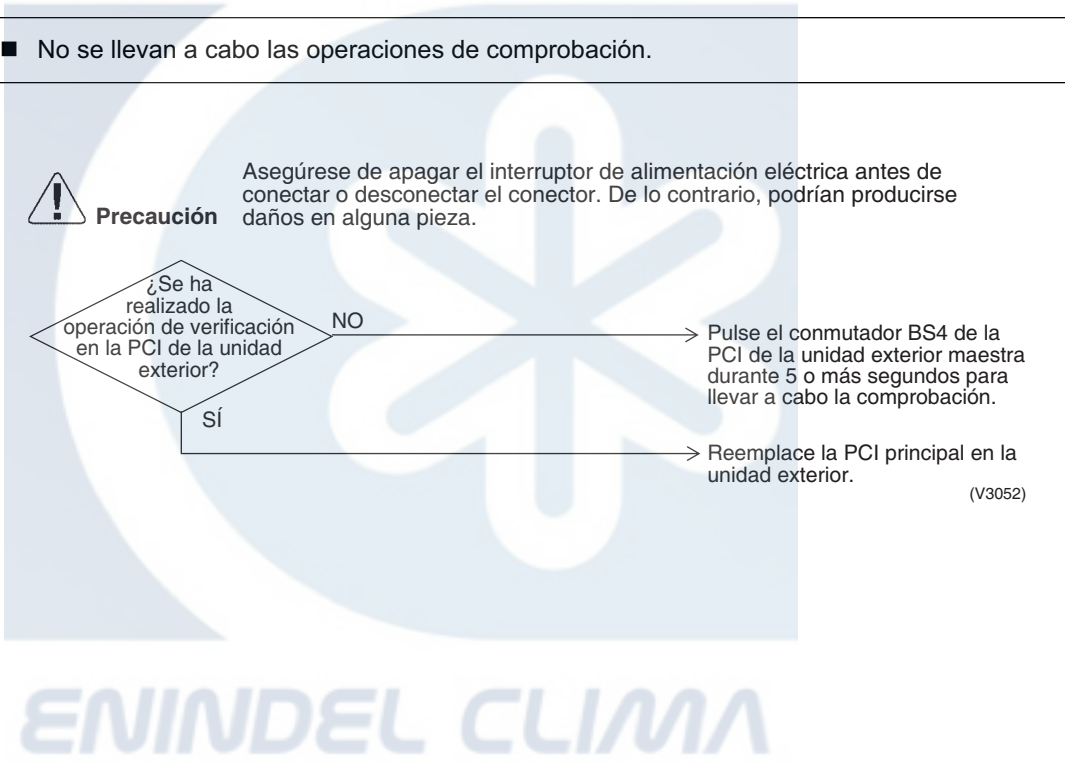 ■ No se llevan a cabo las operaciones de comprobación.
Asegúrese de apagar el interruptor de alimentación eléctrica antes de
conectar o desconectar el conector. De lo contrario, podrían producirse
daños en alguna pieza.
Precaución
¿Se ha
realizado la
operación de verificación
en la PCI de la unidad
exterior?
NO
Pulse el conmutador BS4 de la
PCI de la unidad exterior maestra
durante 5 o más segundos para
llevar a cabo la comprobación.
SÍ
Reemplace la PCI principal en la
unidad exterior.
(V3052)
ENINDEL CLIMA